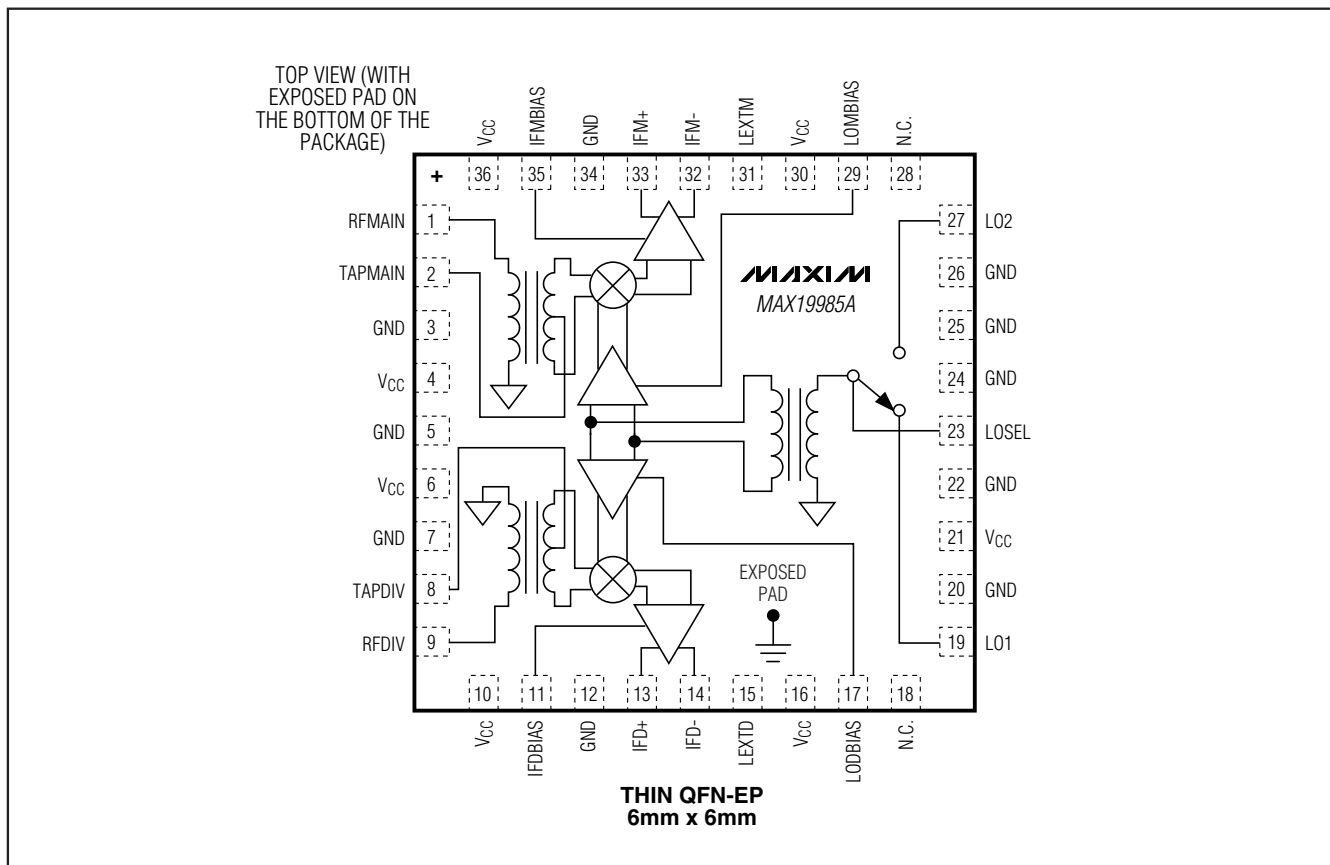 TOP VIEW (WITH
EXPOSED PAD ON
THE BOTTOM OF THE
PACKAGE)
VCC
IFMBIAS
GND
IFM+
IFM-
LEXTM
VCC
LOMBIAS
N.C.
+
36
35
34
33
32
31
30
29
28
RFMAIN 1
TAPMAIN 2
GND 3
VCC 4
GND 5
VCC 6
GND 7
TAPDIV 8
RFDIV 9
MAXIM
MAX19985A
27 LO2
26 GND
25 GND
24 GND
23 LOSEL
22 GND
21 VCC
20 GND
19 LO1
EXPOSED
PAD
10
11
12
13
14
15
16
17
18
VCC
IFDBIAS
GND
IFD+
IFD-
LEXTD
VCC
LODBIAS
N.C.
THIN QFN-EP
6mm x 6mm